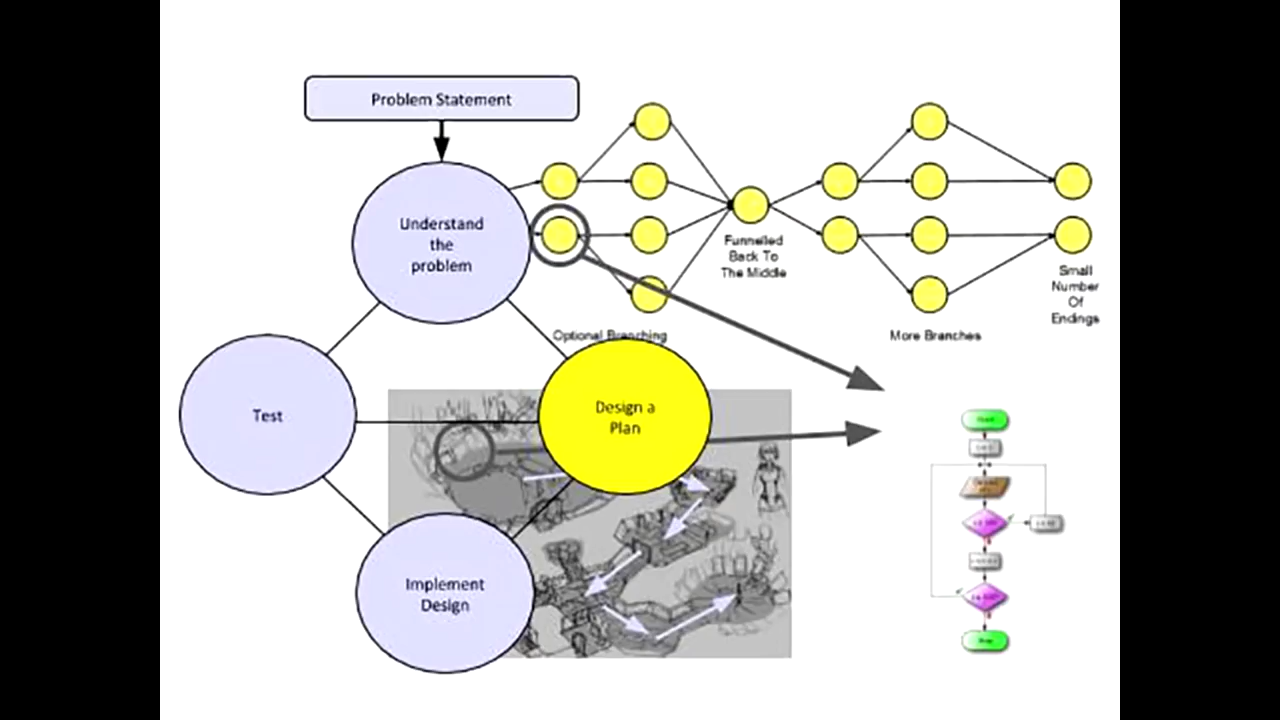 Problem Statement
Understand
the
problem
Funnelled
Back To
The Middle
Small
Number
Of
Endings
Optional Branching
More Branches
Test
Design a
Plan
Implement
Design